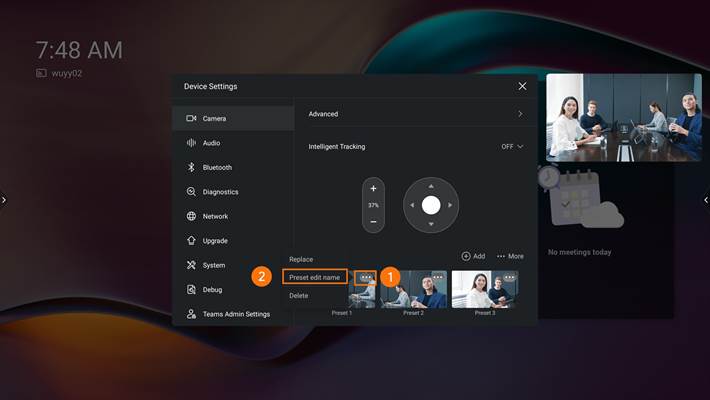 7:48 AM
wuyy02
Device Settings
Camera
Audio
Bluetooth
Diagnostics
Network
Upgrade
System
Debug
Teams Admin Settings
Advanced
Intelligent Tracking
OFF
37%
Add
More
Replace
Preset edit name
Delete
2
1
Preset 1
Preset 2
Preset 3
No meetings today